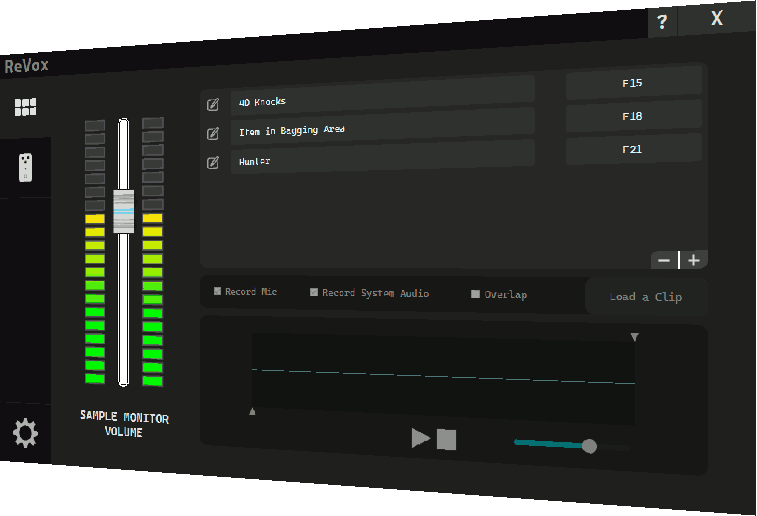 ? X
ReVox
4D Knocks F15
Item in Bagging Area F18
Hunter F21
Record Mic Record System Audio Overlap Load a Clip
SAMPLE MONITOR
VOLUME